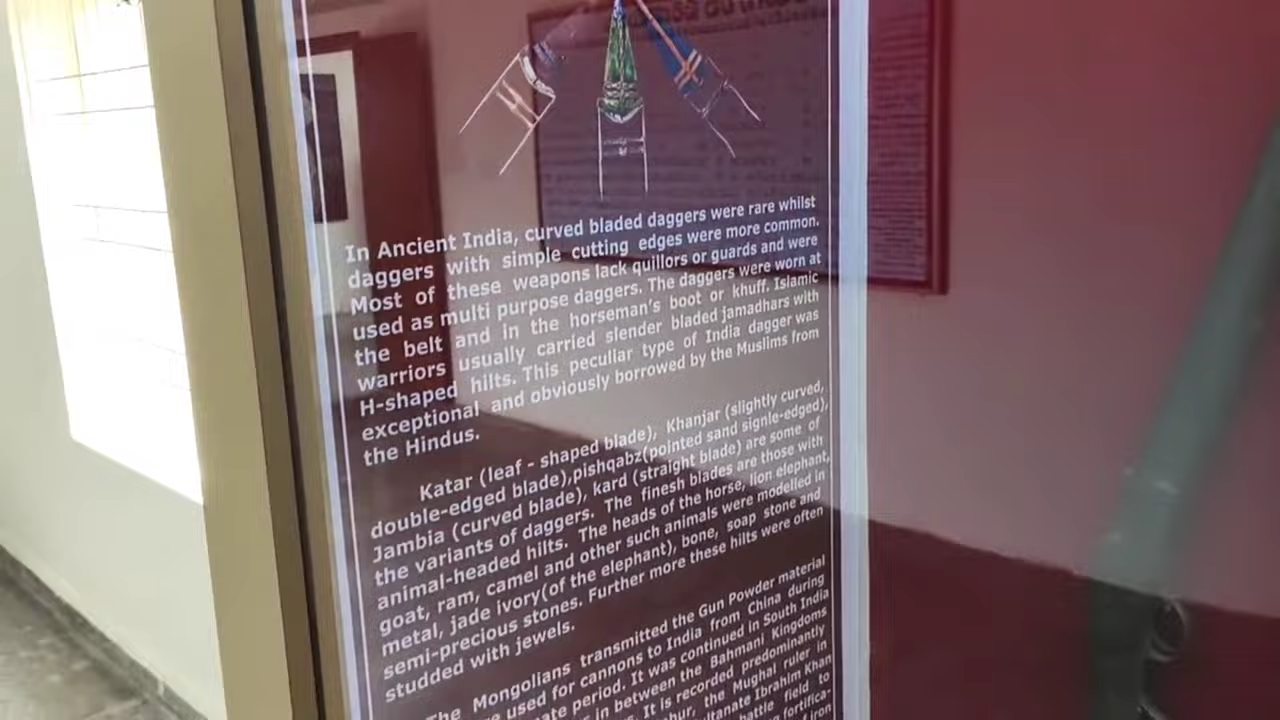 In Ancient India, curved bladed daggers were rare whilst
daggers with simple cutting edges were more common.
Most of these weapons lack quillors or guards and were
used as multi purpose daggers. The daggers were worn at
the belt and in the horseman's boot or khuff. Islamic
warriors usually carried slender bladed jamadhars with
H-shaped hilts. This peculiar type of India dagger was
exceptional and obviously borrowed by the Muslims from
the Hindus.
Katar (leaf - shaped blade), Khanjar (slightly curved,
double-edged blade),pishqabz(pointed sand signle-edged),
Jambia (curved blade), kard (straight blade) are some of
the variants of daggers. The finesh blades are those with
animal-headed hilts. The heads of the horse, lion elephant,
goat, ram, camel and other such animals were modelled in
metal, jade ivory(of the elephant), bone, soap stone and
semi-precious stones. Further more these hilts were often
studded with jewels.
The Mongolians transmitted the Gun Powder material
used for cannons to India from China during
period. It was continued in South India
in between the Bahmani Kingdoms
It is recorded predominantly
the Mughal ruler in
Ibrahim Khan
battle field to